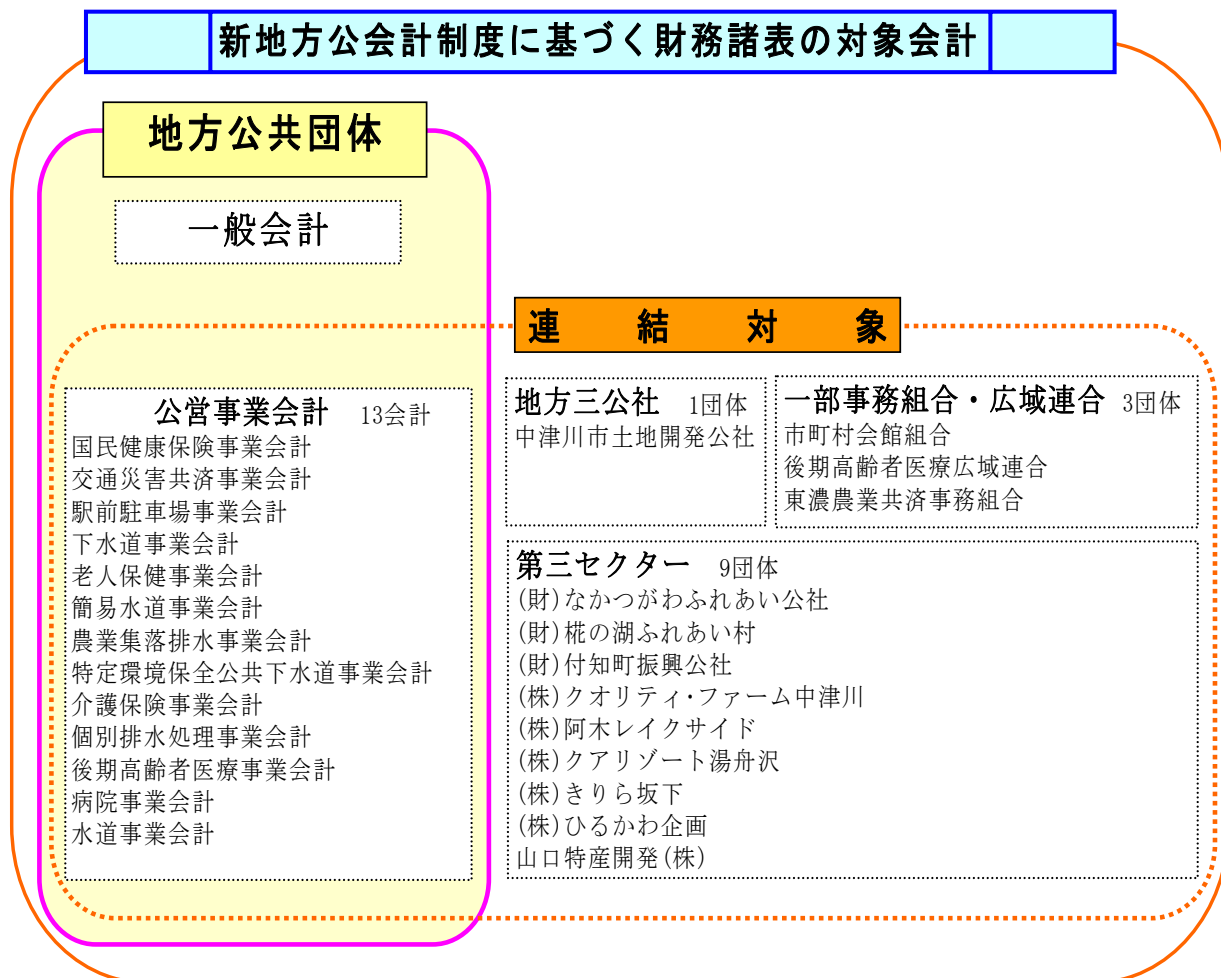 新地方公会計制度に基づく財務諸表の対象会計
地方公共団体
一般会計
連結対象
公営事業会計 13会計
国民健康保険事業会計
交通災害共済事業会計
駅前駐車場事業会計
下水道事業会計
老人保健事業会計
簡易水道事業会計
農業集落排水事業会計
特定環境保全公共下水道事業会計
介護保険事業会計
個別排水処理事業会計
後期高齢者医療事業会計
病院事業会計
水道事業会計
地方三公社 1団体
中津川市土地開発公社
一部事務組合・広域連合 3団体
市町村会館組合
後期高齢者医療広域連合
東濃農業共済事務組合
第三セクター 9団体
(財)なかつがわふれあい公社
(財)椛の湖ふれあい村
(財)付知町振興公社
(株)クオリティ・ファーム中津川
(株)阿木レイクサイド
(株)クアリゾート湯舟沢
(株)きりら坂下
(株)ひるかわ企画
山口特産開発(株)